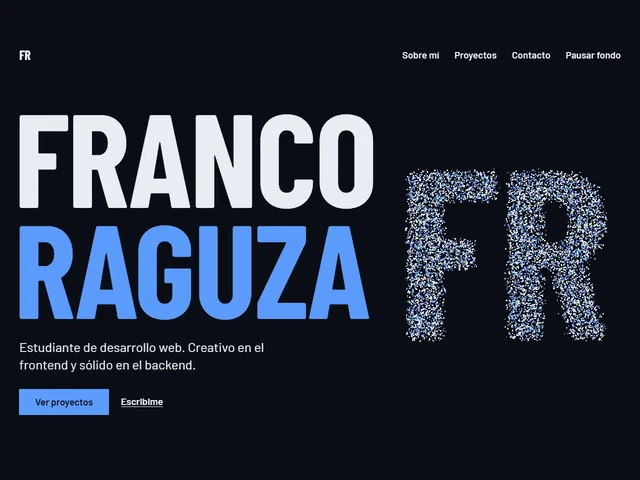 FR
Sobre mí
Proyectos
Contacto
Pausar fondo
FRANCO
RAGUZA
FR
Estudiante de desarrollo web. Creativo en el
frontend y sólido en el backend.
Ver proyectos
Escribime